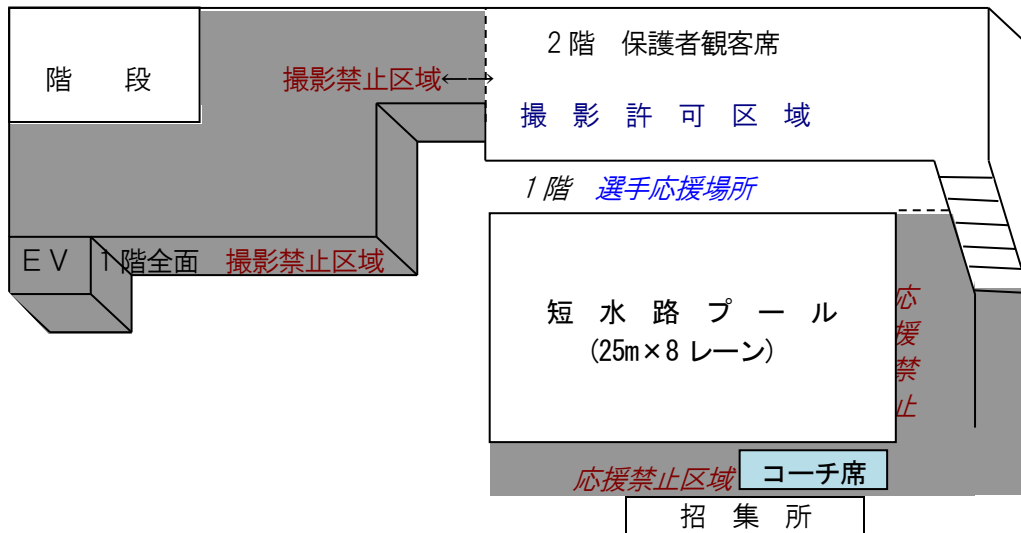 2階 保護者観客席
階 段
撮影禁止区域←→
撮 影 許 可 区 域
1階 選手応援場所
EV 1階全面 撮影禁止区域
短 水 路 プ ー ル
(25m×8レーン)
応援禁止
応援禁止区域
コーチ席
招 集 所